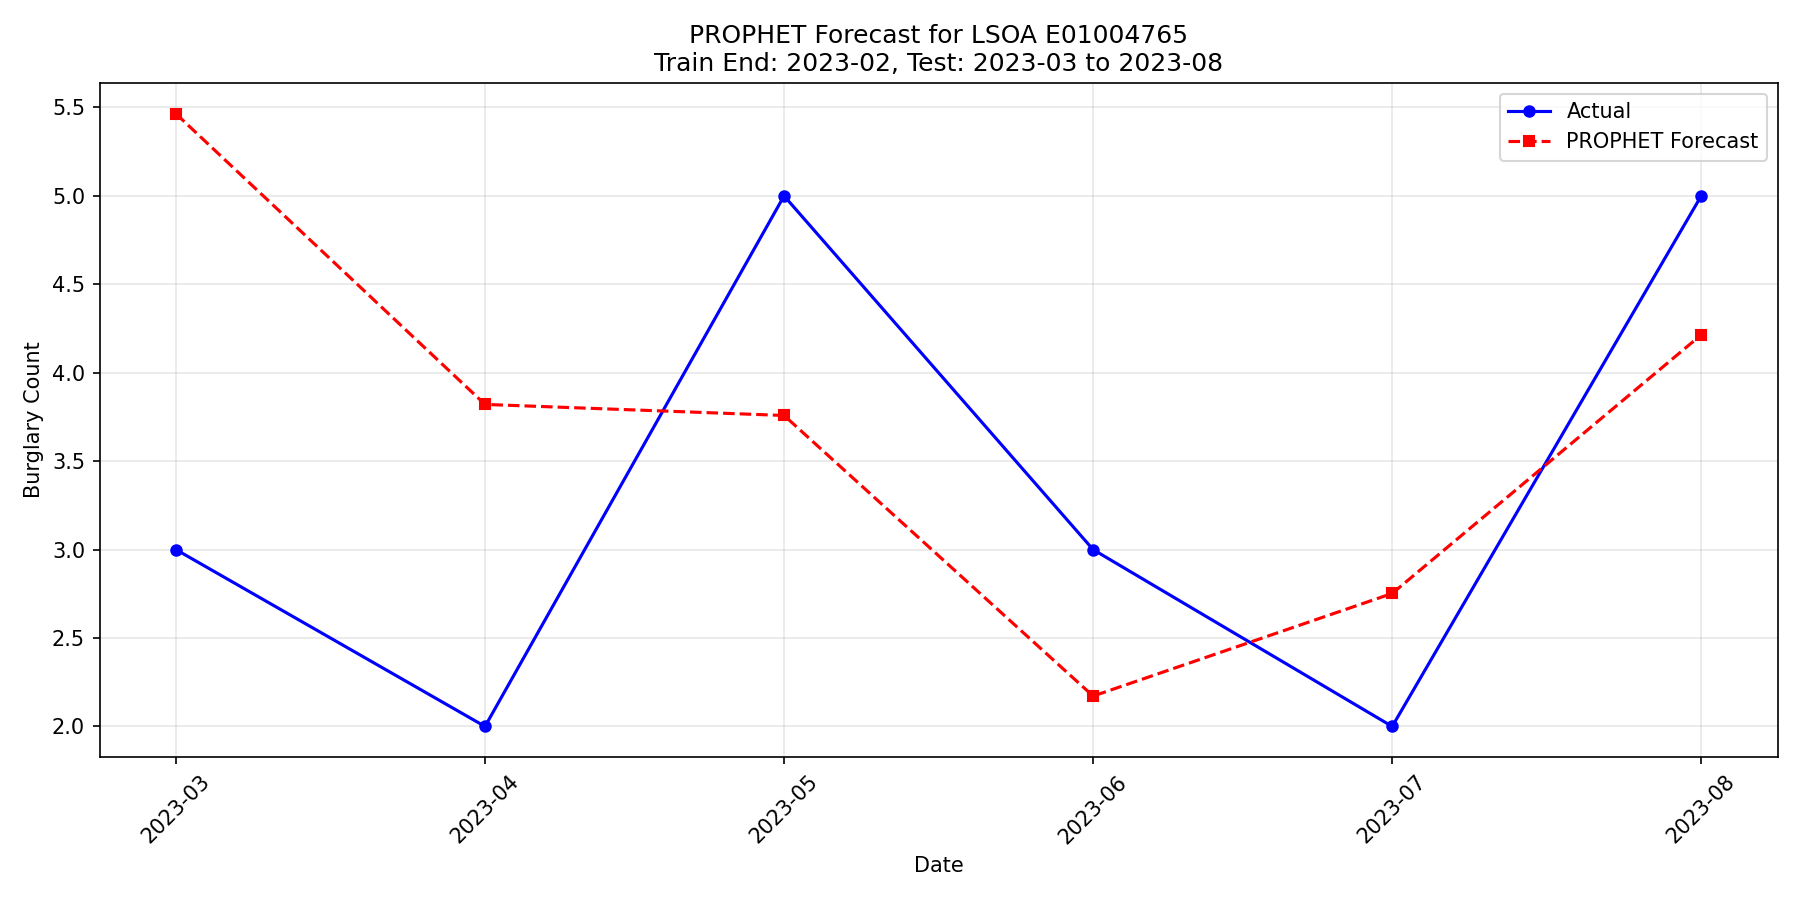 PROPHET Forecast for LSOA E01004765
Train End: 2023-02, Test: 2023-03 to 2023-08
Actual
PROPHET Forecast
Burglary Count
5.5
5.0
4.5
4.0
3.5
3.0
2.5
2.0
2023-03
2023-04
2023-05
2023-06
2023-07
2023-08
Date